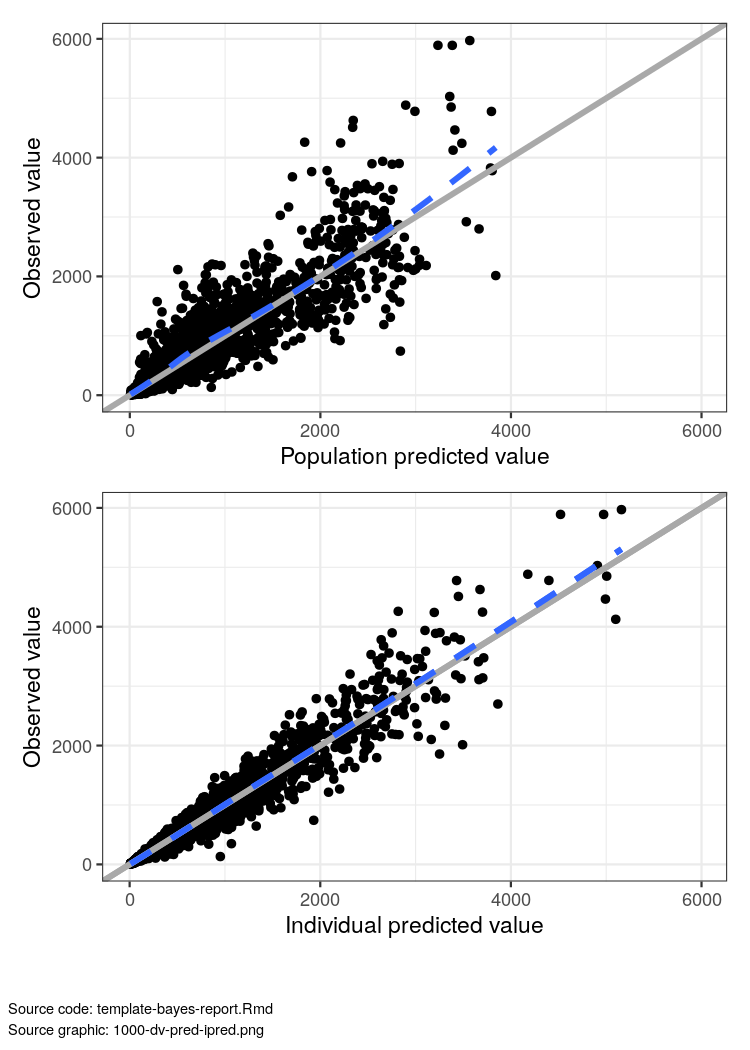 6000
4000
2000
0
Observed value
0 2000 4000 6000
Population predicted value
6000
4000
2000
0
Observed value
0 2000 4000 6000
Individual predicted value
Source code: template-bayes-report.Rmd
Source graphic: 1000-dv-pred-ipred.png